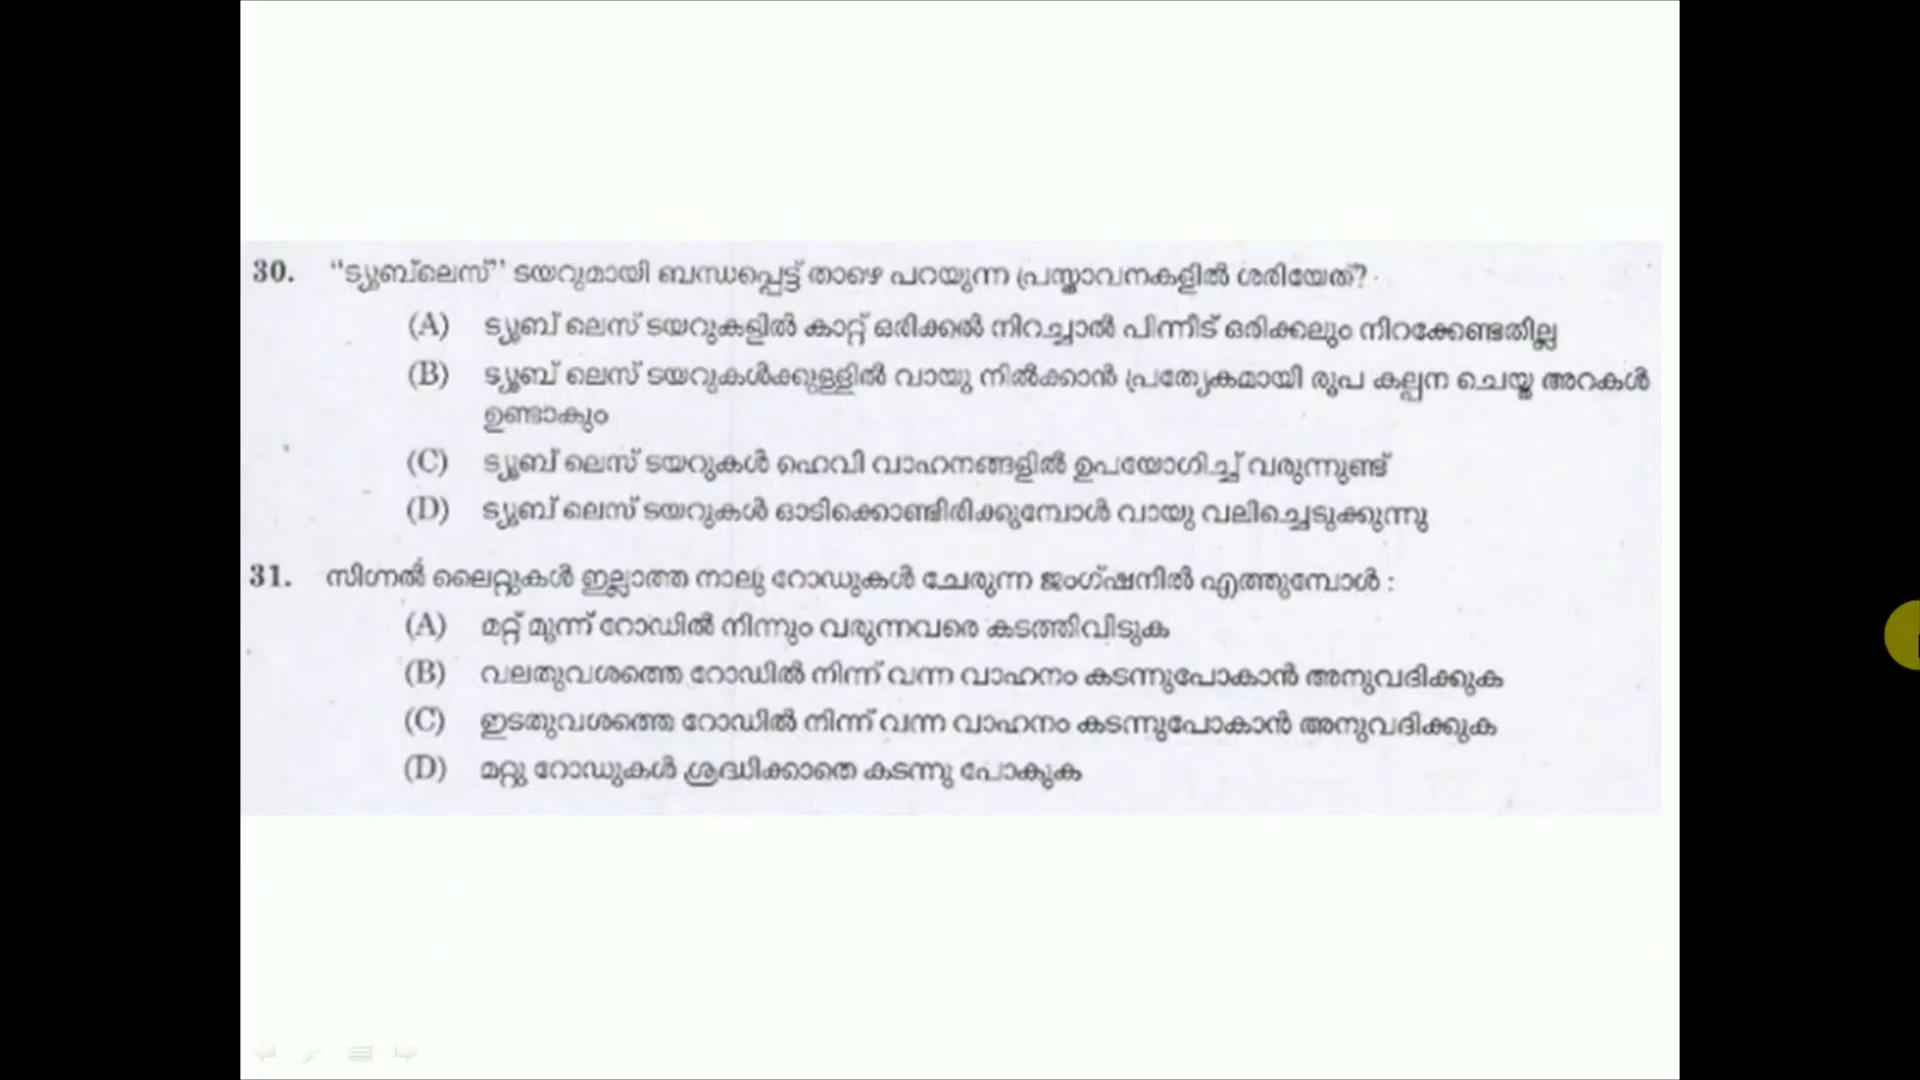 30. "ട്യൂബ്‌ലെസ്" ടയറുമായി ബന്ധപ്പെട്ട് താഴെ പറയുന്ന പ്രസ്താവനകളിൽ ശരിയേത്?
(A) ട്യൂബ് ലെസ് ടയറുകളിൽ കാറ്റ് ഒരിക്കൽ നിറച്ചാൽ പിന്നീട് ഒരിക്കലും നിറക്കേണ്ടതില്ല
(B) ട്യൂബ് ലെസ് ടയറുകൾക്കുള്ളിൽ വായു നിൽക്കാൻ പ്രത്യേകമായി രൂപ കല്പന ചെയ്ത അറകൾ
ഉണ്ടാകും
(C) ട്യൂബ് ലെസ് ടയറുകൾ ഹെവി വാഹനങ്ങളിൽ ഉപയോഗിച്ച് വരുന്നുണ്ട്
(D) ട്യൂബ് ലെസ് ടയറുകൾ ഓടിക്കൊണ്ടിരിക്കുമ്പോൾ വായു വലിച്ചെടുക്കുന്നു
31. സിഗ്നൽ ലൈറ്റുകൾ ഇല്ലാത്ത നാലു റോഡുകൾ ചേരുന്ന ജംഗ്ഷനിൽ എത്തുമ്പോൾ :
(A) മറ്റ് മൂന്ന് റോഡിൽ നിന്നും വരുന്നവരെ കടത്തിവിടുക
(B) വലതുവശത്തെ റോഡിൽ നിന്ന് വന്ന വാഹനം കടന്നുപോകാൻ അനുവദിക്കുക
(C) ഇടതുവശത്തെ റോഡിൽ നിന്ന് വന്ന വാഹനം കടന്നുപോകാൻ അനുവദിക്കുക
(D) മറ്റു റോഡുകൾ ശ്രദ്ധിക്കാതെ കടന്നു പോകുക